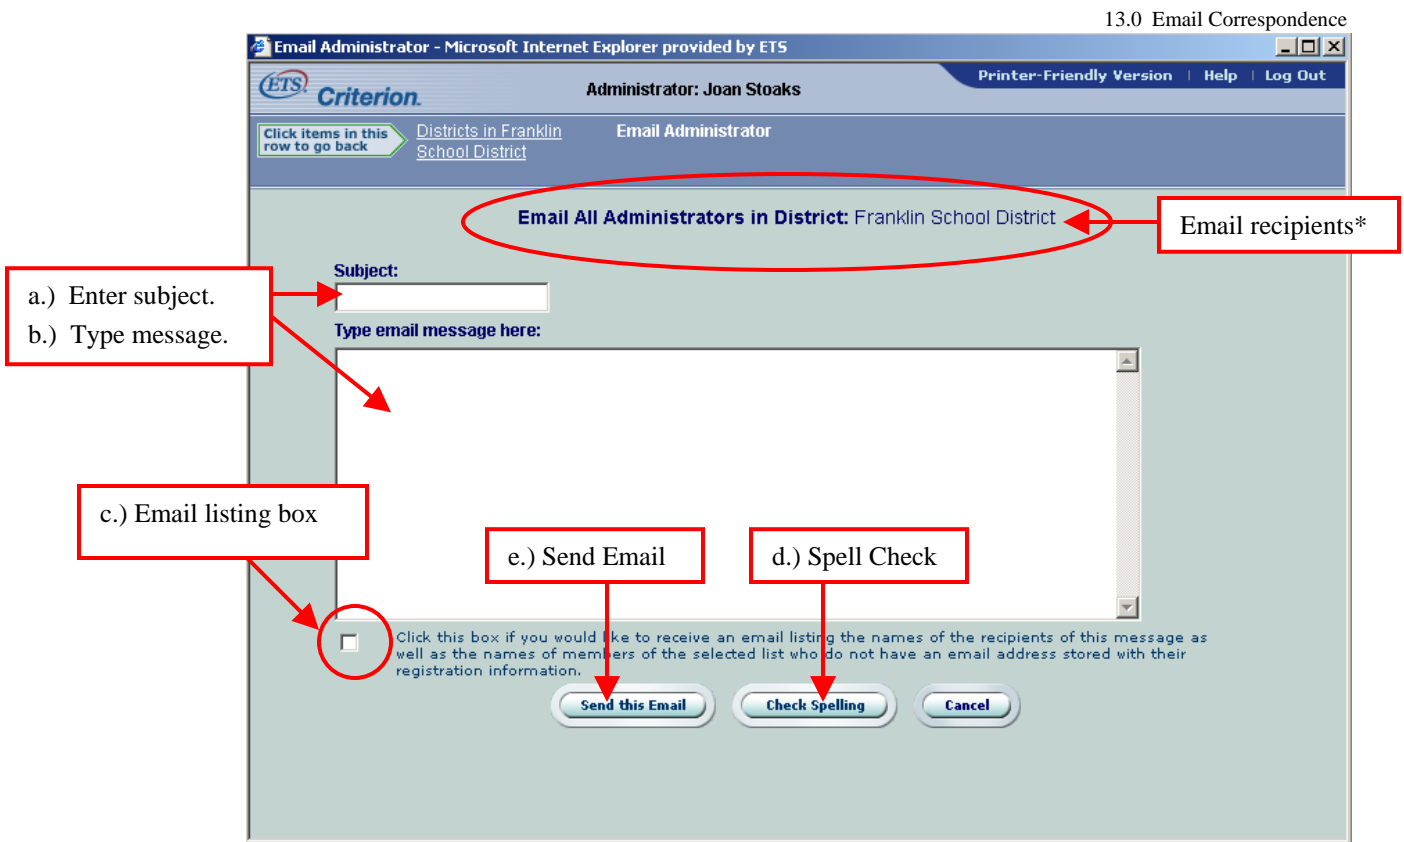 13.0 Email Correspondence
Email Administrator - Microsoft Internet Explorer provided by ETS
ETS
Criterion.
Administrator: Joan Stoaks
Printer-Friendly Version | Help | Log Out
Click items in this
row to go back
Districts in Franklin
School District
Email Administrator
Email All Administrators in District: Franklin School District
Email recipients*
Subject:
a.) Enter subject.
b.) Type message.
Type email message here:
c.) Email listing box
e.) Send Email
d.) Spell Check
Click this box if you would like to receive an email listing the names of the recipients of this message as
well as the names of members of the selected list who do not have an email address stored with their
registration information.
Send this Email
Check Spelling
Cancel